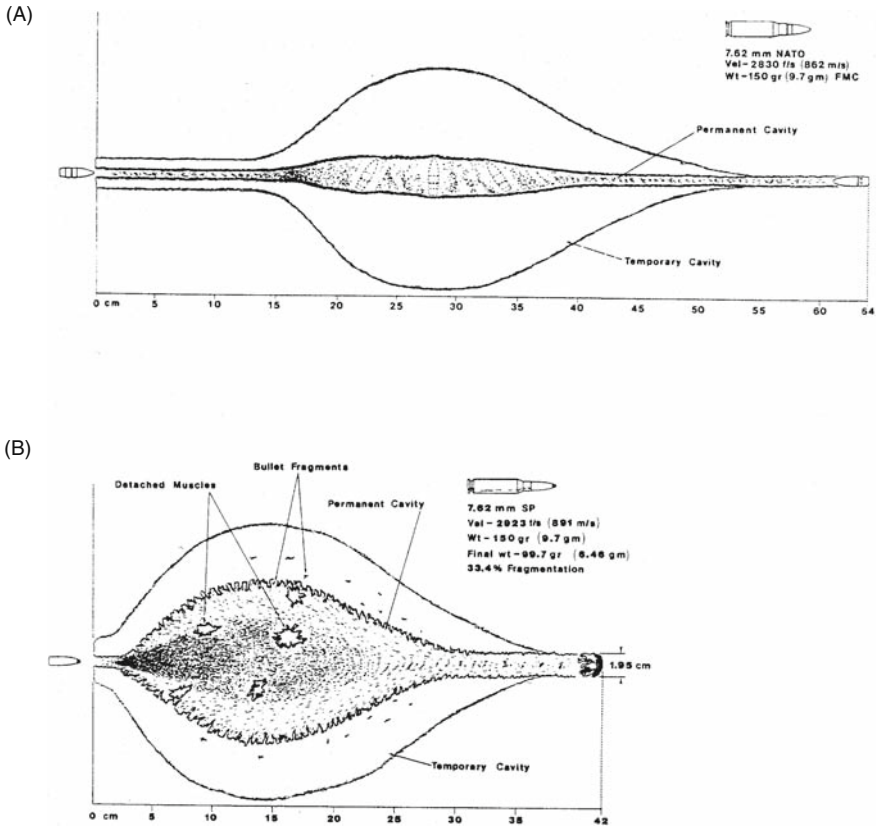 (A)
7.62 mm NATO
Vel-2830 f/s (862 m/s)
Wt-150 gr (9.7 gm) FMC
Permanent Cavity
Temporary Cavity
0 cm 5 10 15 20 25 30 35 40 45 50 55 60 64
(B)
Bullet Fragments
Detached Muscles
Permanent Cavity
7.62 mm SP
Vel-2923 f/s (891 m/s)
Wt-150 gr (9.7 gm)
Final wt-99.7 gr (6.46 gm)
33.4% Fragmentation
1.95 cm
Temporary Cavity
0 cm 5 10 15 20 25 30 35 42